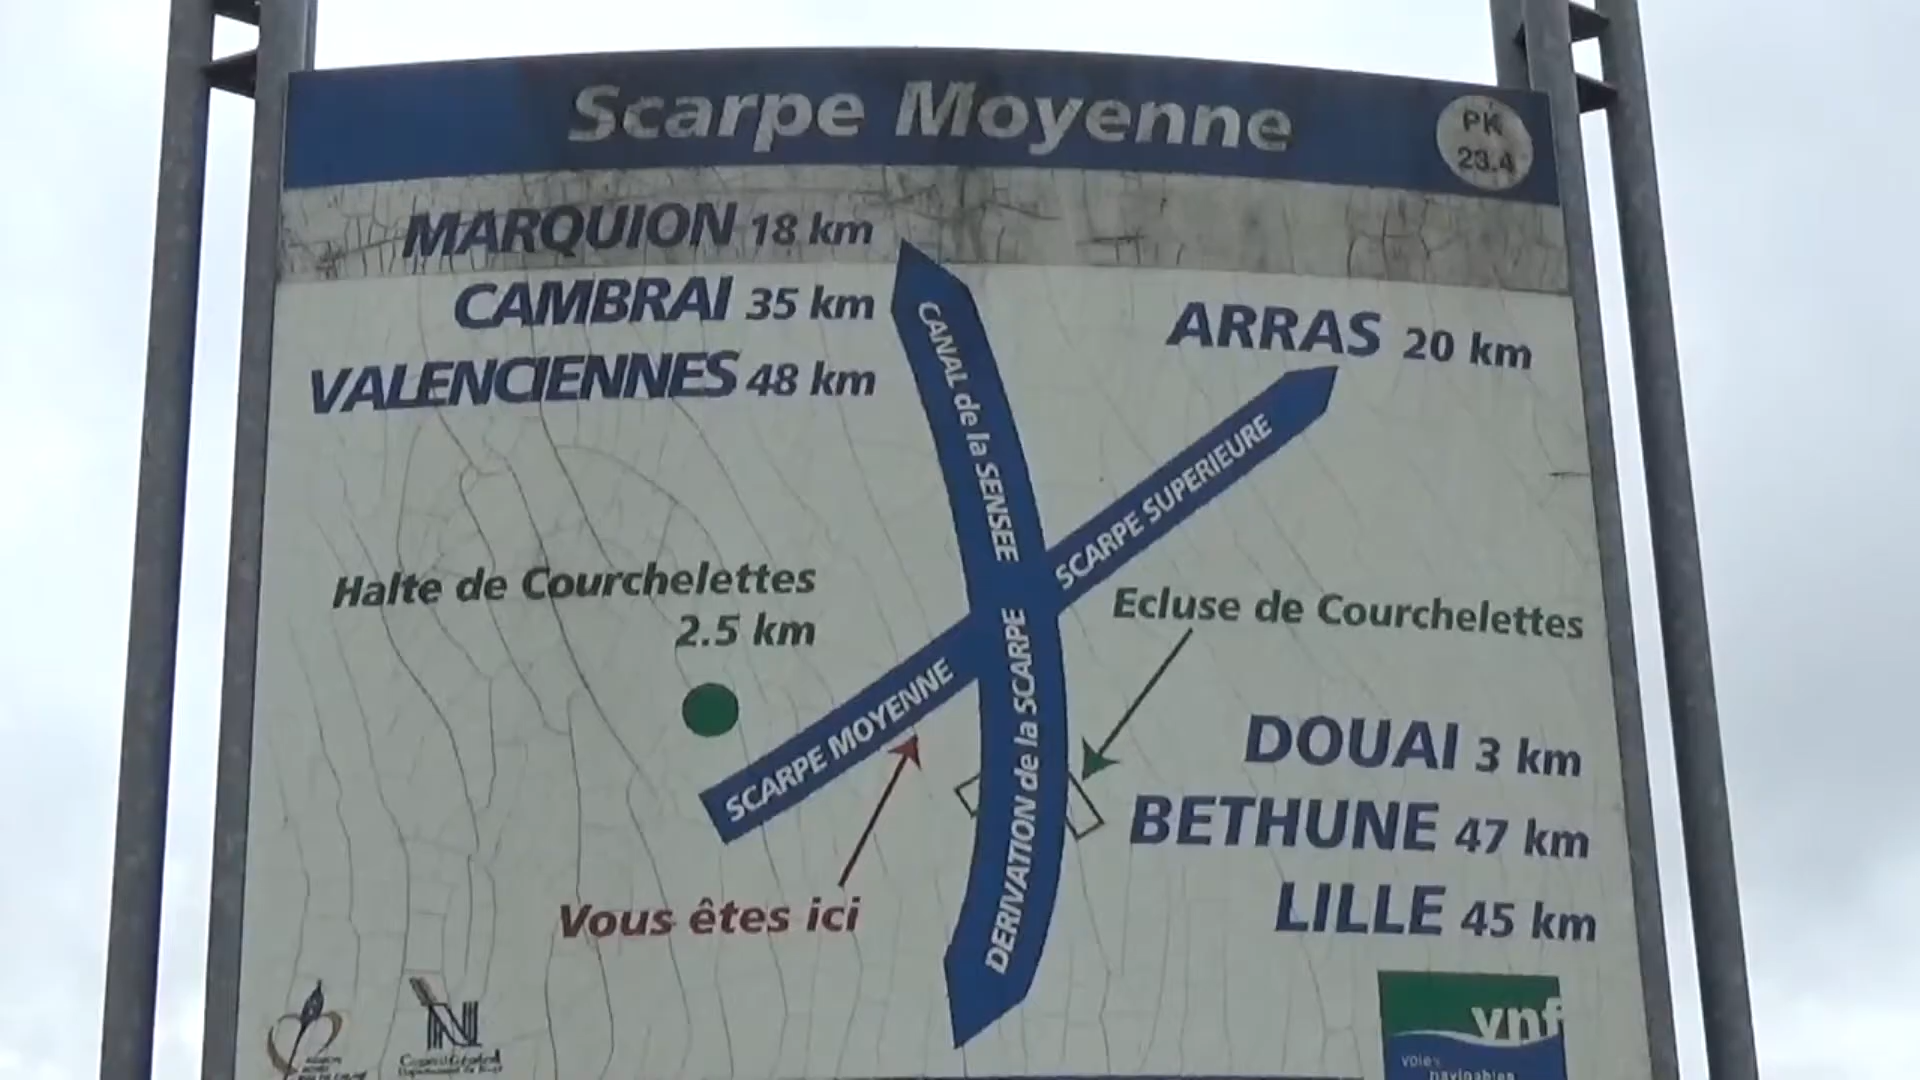 Scarpe Moyenne
PK
23.4
MARQUION 18 km
CAMBRAI 35 km
VALENCIENNES 48 km
ARRAS 20 km
CANAL de la SENSEE
SCARPE SUPERIEURE
Halte de Courchelettes
2.5 km
Ecluse de Courchelettes
SCARPE MOYENNE
DERIVATION de la SCARPE
DOUAI 3 km
BETHUNE 47 km
LILLE 45 km
Vous êtes ici
Conseil Général
vnf
voies
navigables